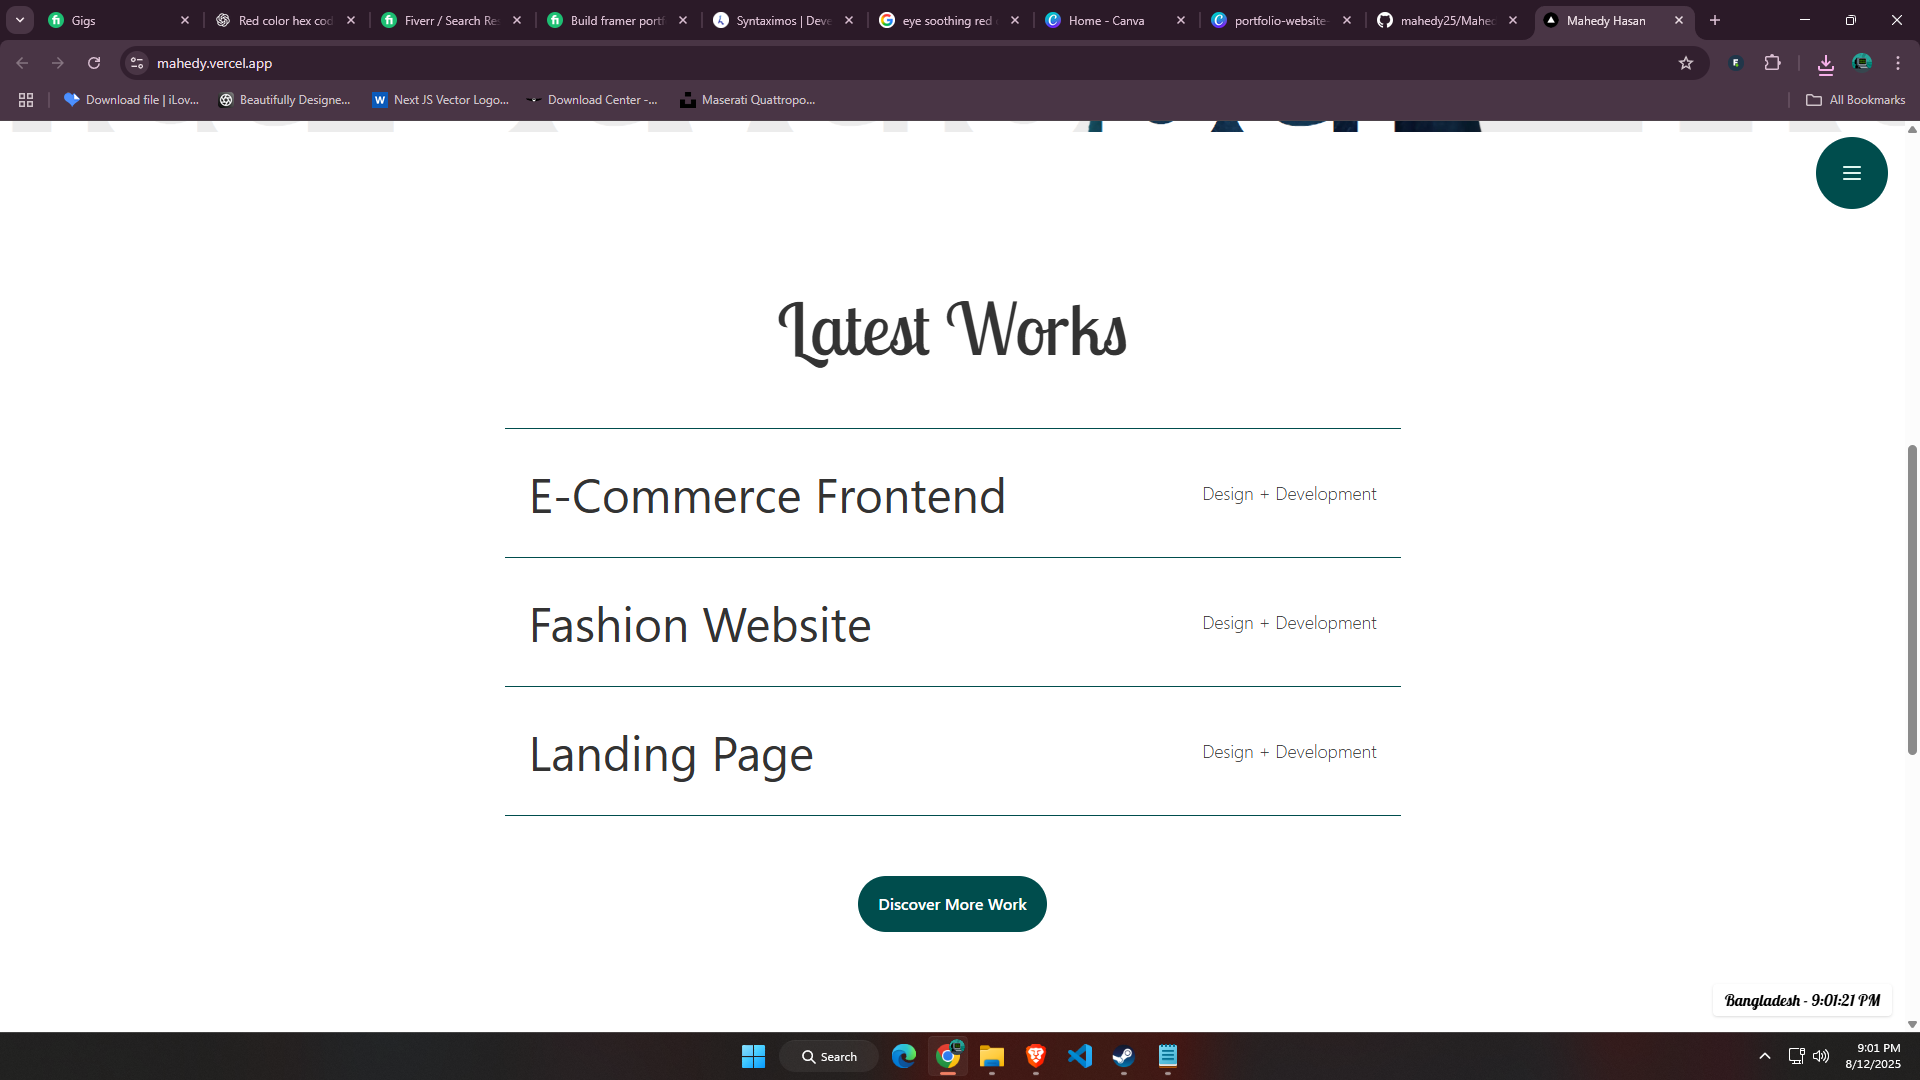 Gigs
Red color hex cod
Fiverr / Search Re
Build framer portf
Syntaximos | Deve
eye soothing red
Home - Canva
portfolio-website-
mahedy25/Mahed
Mahedy Hasan
mahedy.vercel.app
Download file | iLov...
Beautifully Designe...
Next JS Vector Logo...
Download Center -...
Maserati Quattropo...
All Bookmarks
Latest Works
E-Commerce Frontend
Design + Development
Fashion Website
Design + Development
Landing Page
Design + Development
Discover More Work
Bangladesh - 9:01:21 PM
Search
9:01 PM
8/12/2025